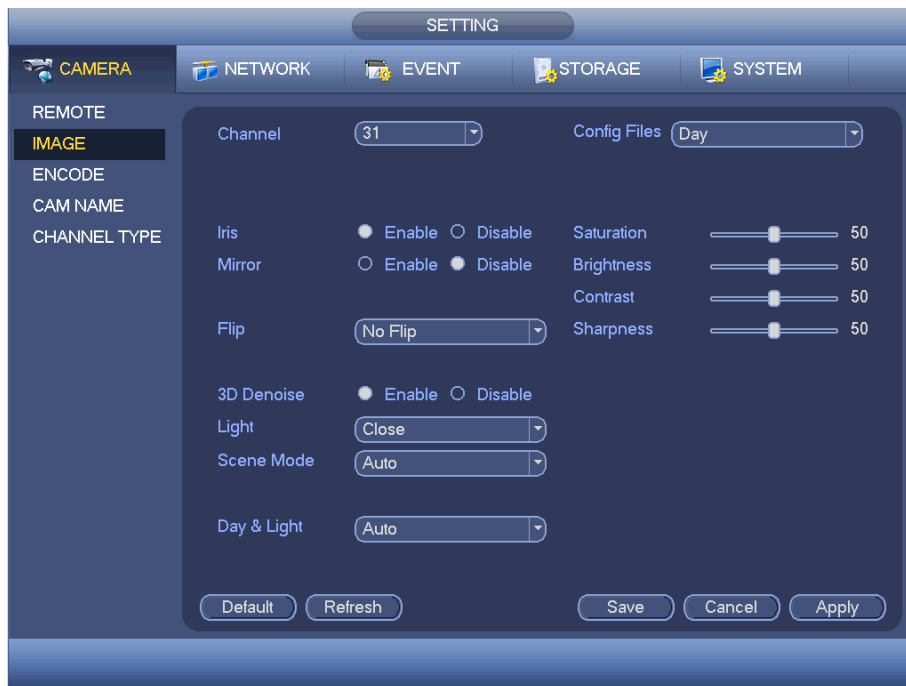 SETTING
CAMERA NETWORK EVENT STORAGE SYSTEM
REMOTE
IMAGE
ENCODE
CAM NAME
CHANNEL TYPE
Channel 31 Config Files Day
Iris Enable Disable Saturation 50
Mirror Enable Disable Brightness 50
Contrast 50
Flip No Flip Sharpness 50
3D Denoise Enable Disable
Light Close
Scene Mode Auto
Day & Light Auto
Default Refresh Save Cancel Apply